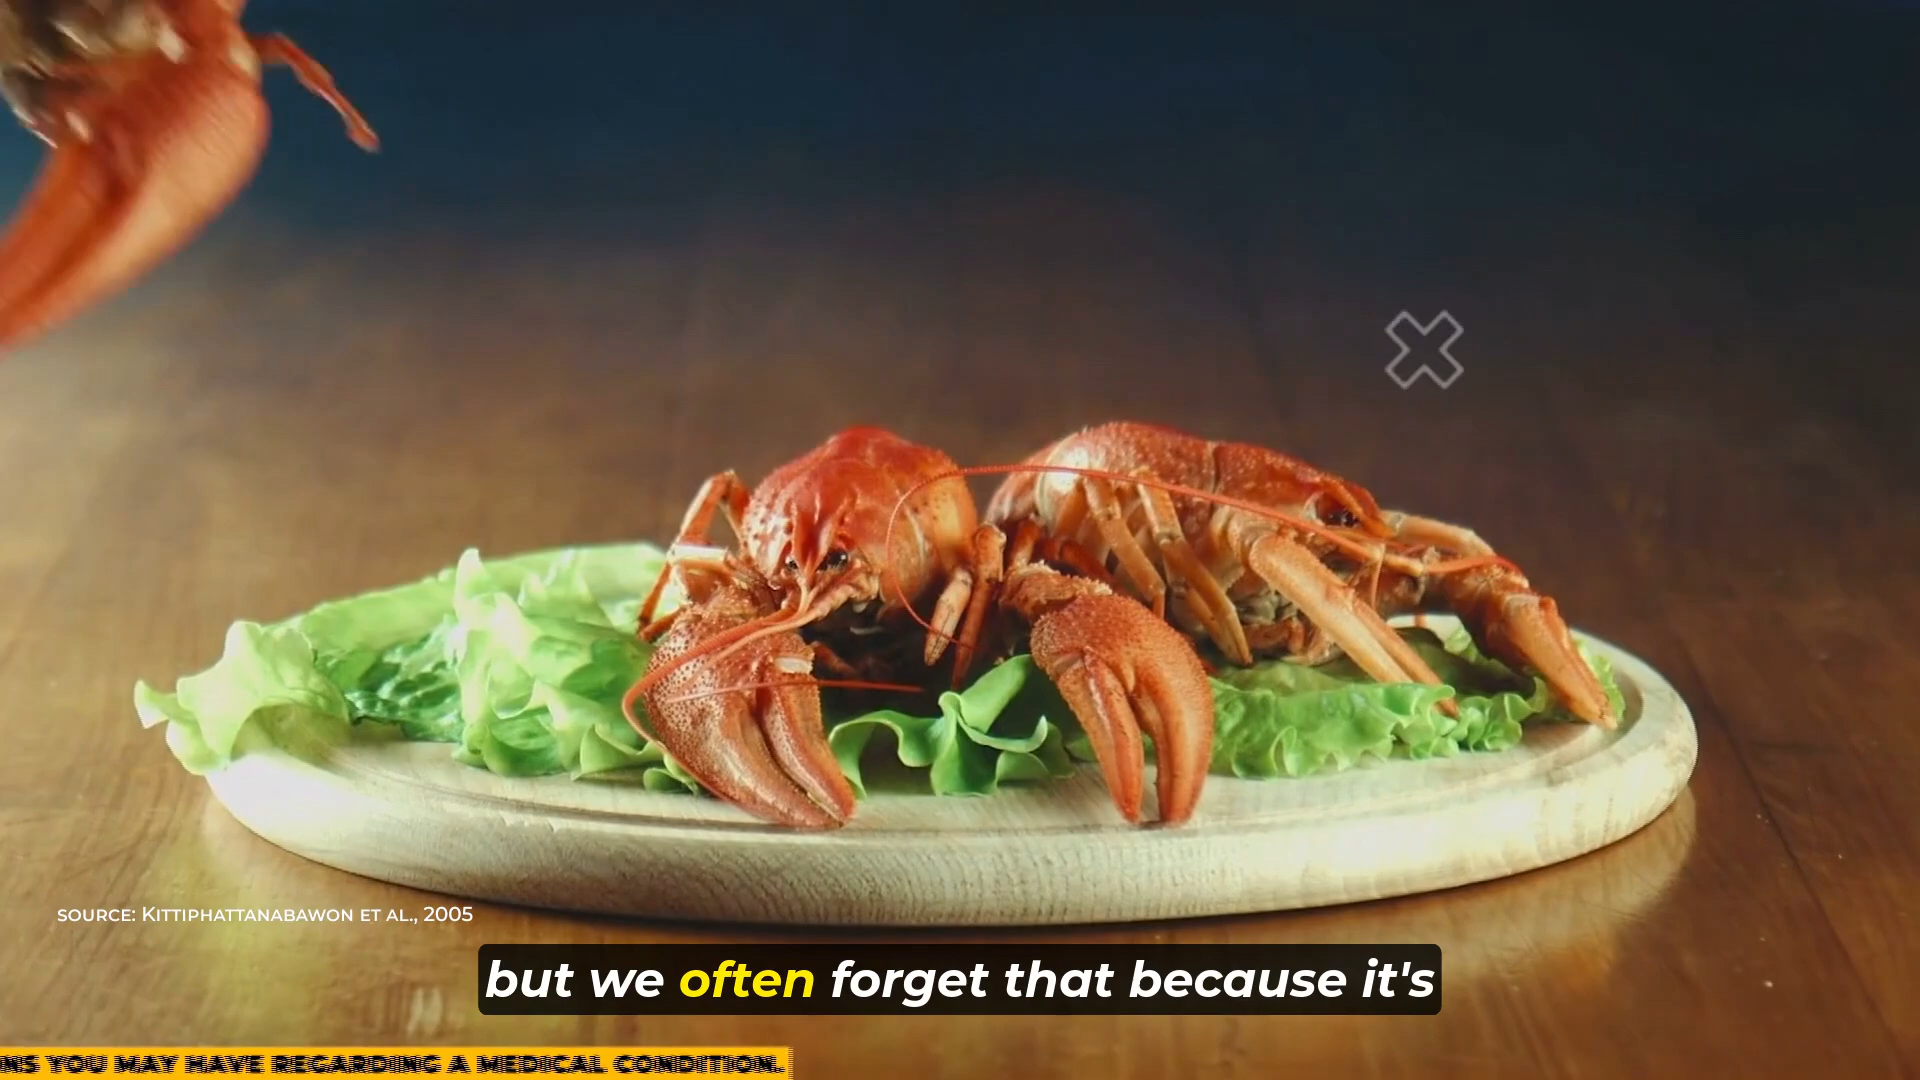 SOURCE: KITTIPHATTANABAWON ET AL., 2005
but we often forget that because it's
NS YOU MAY HAVE REGARDING A MEDICAL CONDITION.